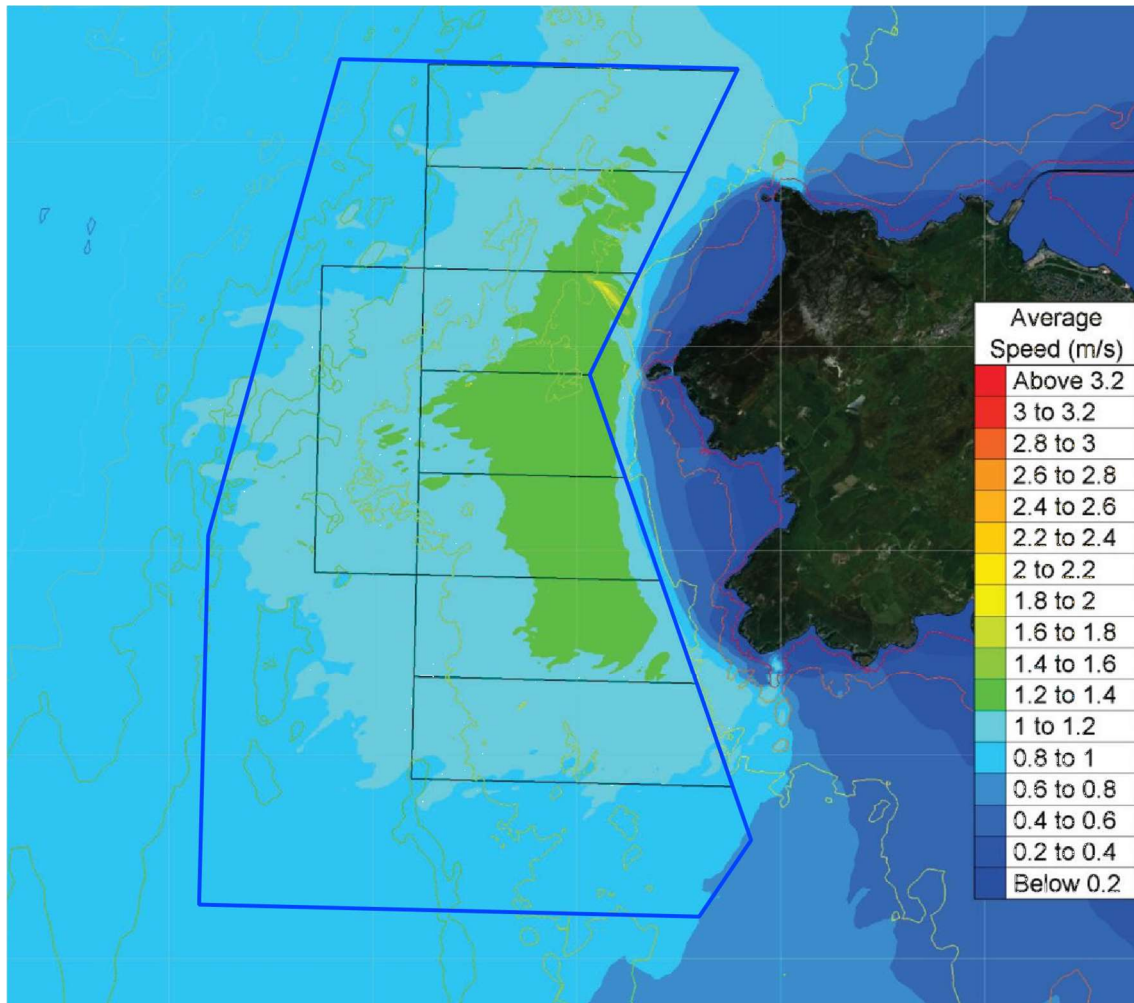 Average
Speed (m/s)
Above 3.2
3 to 3.2
2.8 to 3
2.6 to 2.8
2.4 to 2.6
2.2 to 2.4
2 to 2.2
1.8 to 2
1.6 to 1.8
1.4 to 1.6
1.2 to 1.4
1 to 1.2
0.8 to 1
0.6 to 0.8
0.4 to 0.6
0.2 to 0.4
Below 0.2